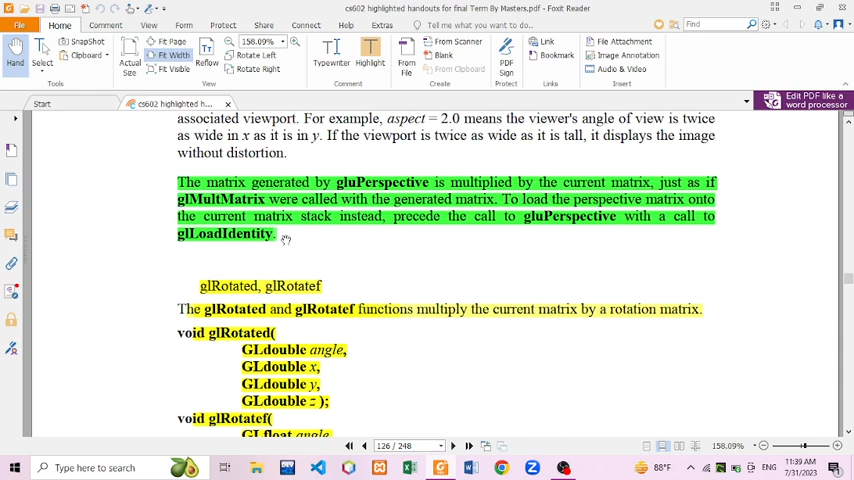 cs602 highlighted handouts for final Term By Masters.pdf - Foxit Reader
File Home Comment View Protect Share Connect Help Extras Tell me what you want to do... Find
Hand
Select
SnapShot
Clipboard
Actual Size
Fit Page
Fit Width
Fit Visible
Reflow
158.09%
Rotate Left
Rotate Right
Typewriter
Highlight
From File
From Scanner
Blank
From Clipboard
PDF Sign
Link
Bookmark
File Attachment
Image Annotation
Audio & Video
Tools View Comment Create Protect Links Insert
Start cs602 highlighted h...
Edit PDF like a word processor
associated viewport. For example, aspect = 2.0 means the viewer's angle of view is twice
as wide in x as it is in y. If the viewport is twice as wide as it is tall, it displays the image
without distortion.
The matrix generated by gluPerspective is multiplied by the current matrix, just as if
glMultMatrix were called with the generated matrix. To load the perspective matrix onto
the current matrix stack instead, precede the call to gluPerspective with a call to
glLoadIdentity.
glRotated, glRotatef
The glRotated and glRotatef functions multiply the current matrix by a rotation matrix.
void glRotated(
GLdouble angle,
GLdouble x,
GLdouble y,
GLdouble z );
void glRotatef(
GLfloat angle,
126 / 248
158.09%
Type here to search
88°F
ENG
11:39 AM
7/31/2023